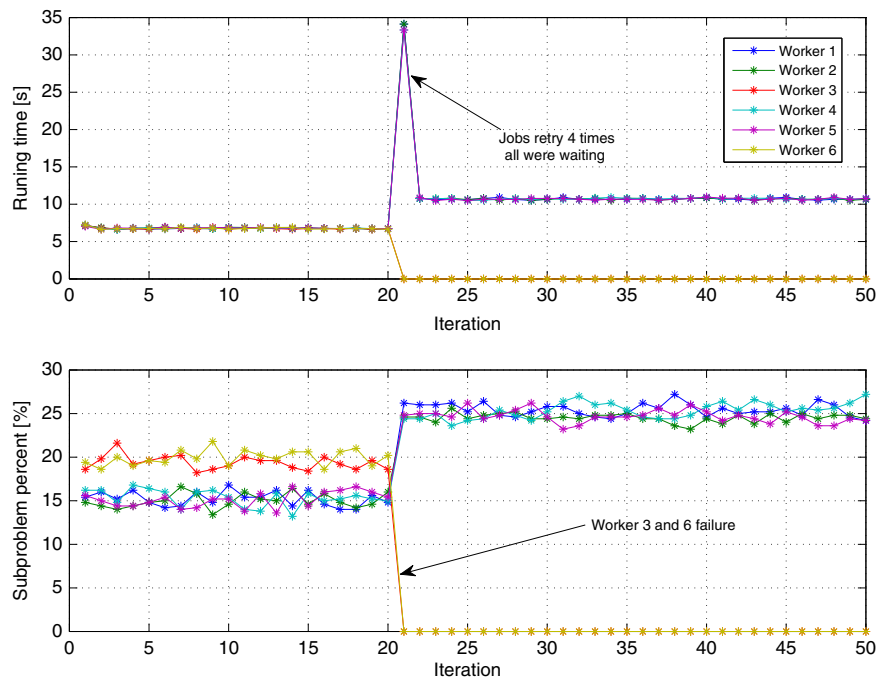 35
30
25
20
15
10
5
0
Runing time [s]
Worker 1
Worker 2
Worker 3
Worker 4
Worker 5
Worker 6
Jobs retry 4 times
all were waiting
0 5 10 15 20 25 30 35 40 45 50
Iteration
30
25
20
15
10
5
0
Subproblem percent [%]
Worker 3 and 6 failure
0 5 10 15 20 25 30 35 40 45 50
Iteration